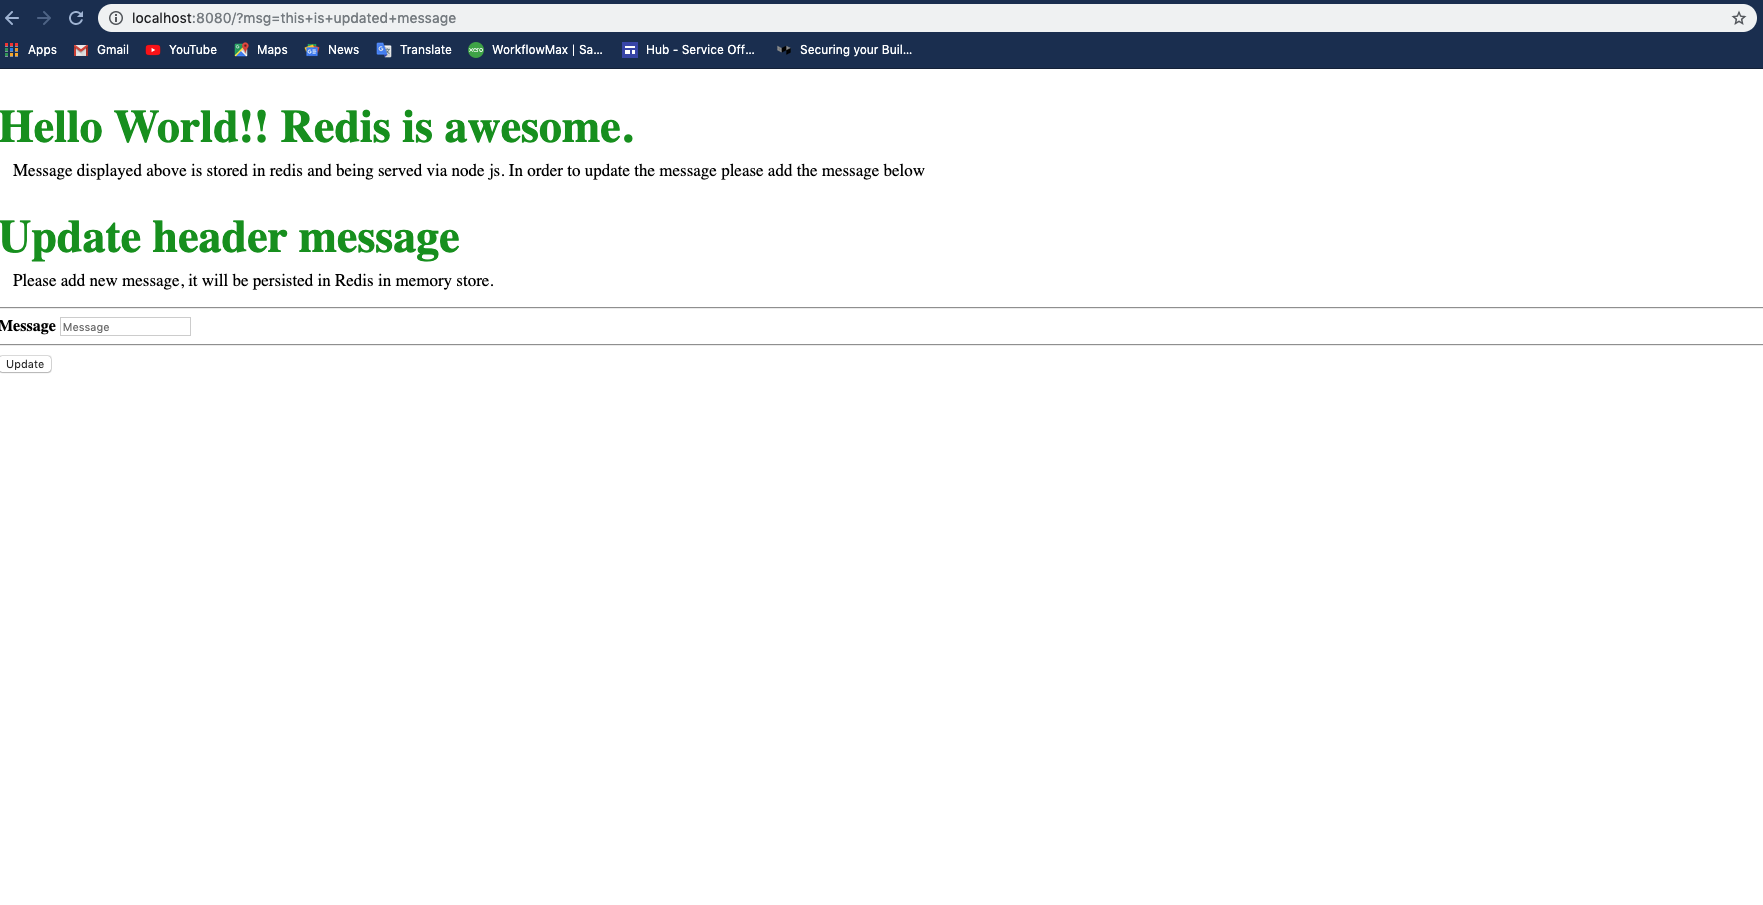 localhost:8080/?msg=this+is+updated+message
Apps Gmail YouTube Maps News Translate xero WorkflowMax | Sa... Hub - Service Off... Securing your Buil...
Hello World!! Redis is awesome.
Message displayed above is stored in redis and being served via node js. In order to update the message please add the message below
Update header message
Please add new message, it will be persisted in Redis in memory store.
Message Message
Update